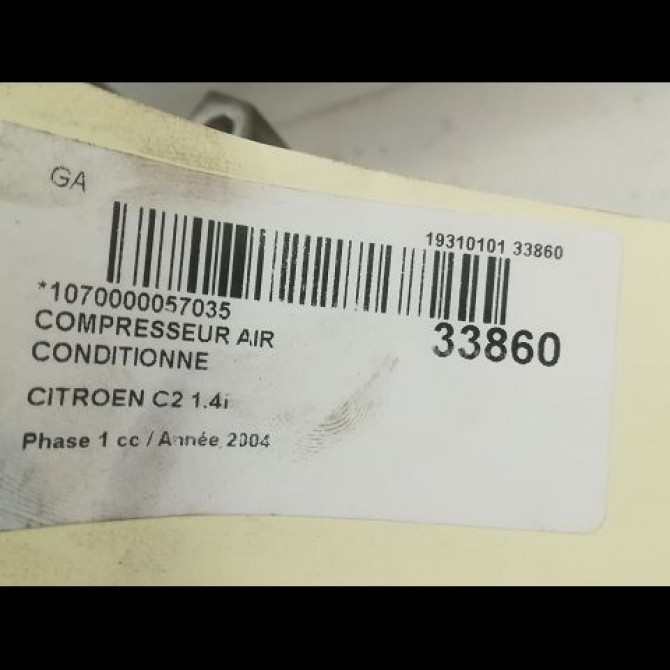 GA
19310101 33860
*1070000057035
33860
COMPRESSEUR AIR
CONDITIONNE
CITROEN C2 1.4i
Phase 1 cc / Année 2004